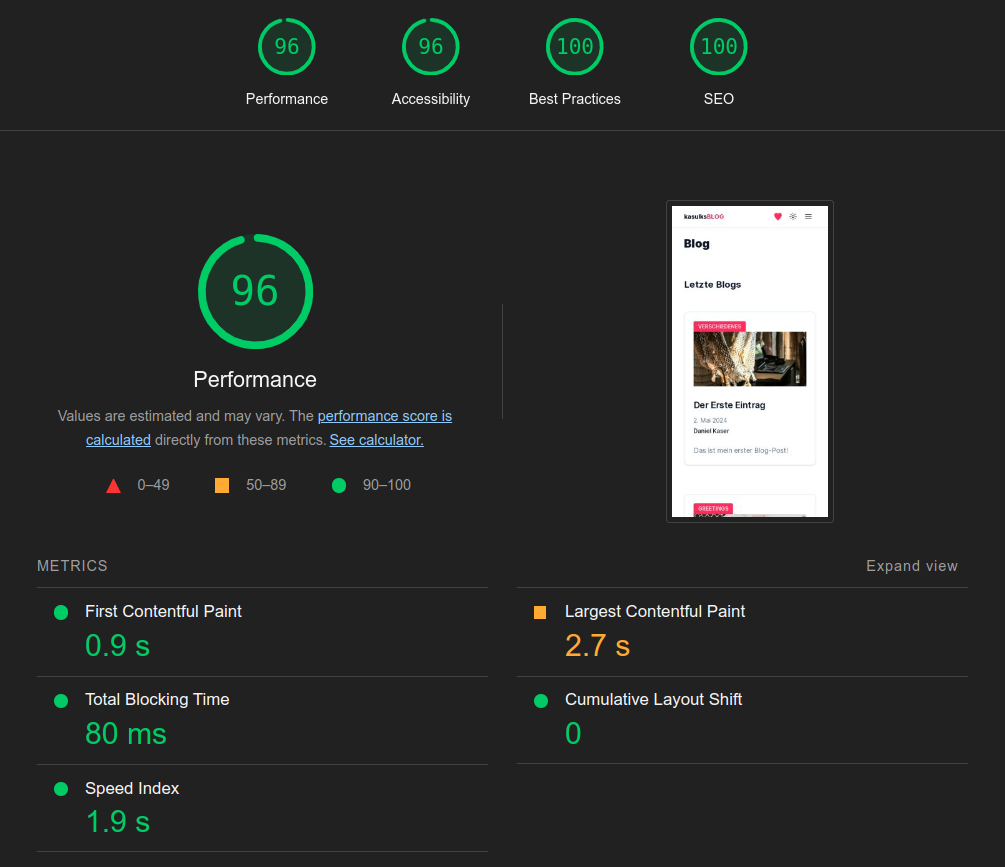 96
96
100
100
Performance
Accessibility
Best Practices
SEO
96
Performance
Values are estimated and may vary. The performance score is
calculated directly from these metrics. See calculator.
0–49
50–89
90–100
kasulksBLOG
Blog
Letzte Blogs
VERSCHIEDENES
Der Erste Eintrag
2. Mai 2024
Daniel Kaser
Das ist mein erster Blog-Post!
GREETINGS
METRICS
Expand view
First Contentful Paint
0.9 s
Largest Contentful Paint
2.7 s
Total Blocking Time
80 ms
Cumulative Layout Shift
0
Speed Index
1.9 s